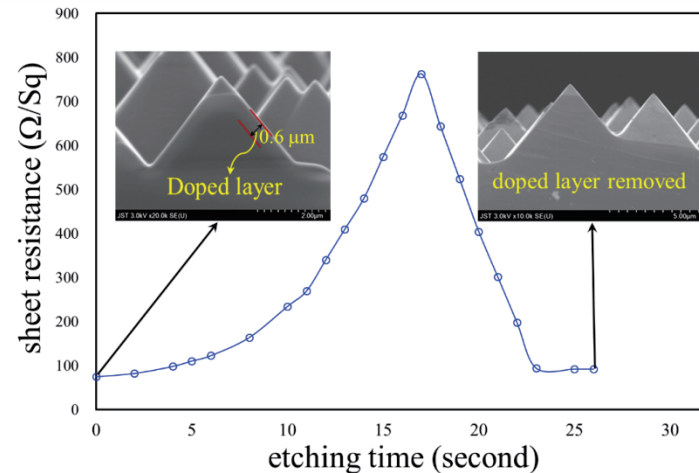 900
800
700
600
500
400
300
200
100
0
sheet resistance (Ω/Sq)
0.6 μm
Doped layer
JST 3.0kV x20.0k SE(U) 2.00μm
doped layer removed
JST 3.0kV x10.0k SE(U) 5.00μm
0 5 10 15 20 25 30
etching time (second)